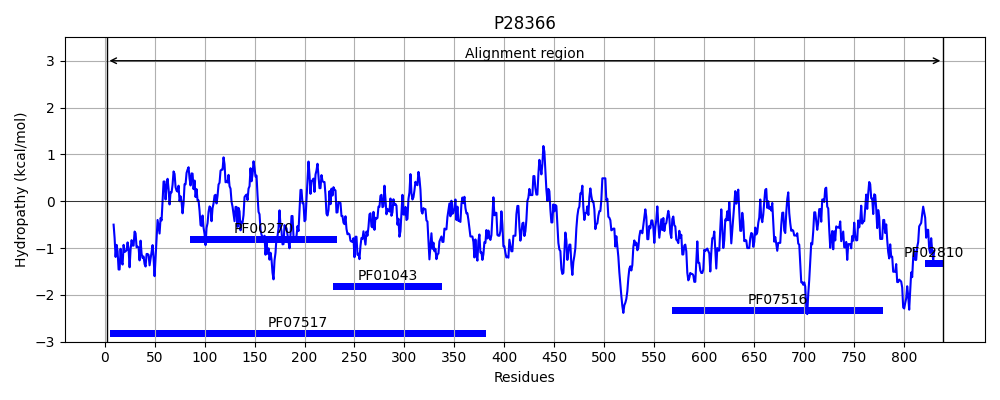 P28366
Alignment region
PF00270
PF02810
PF01043
PF07516
PF07517
Hydropathy (kcal/mol)
3
2
1
0
−1
−2
−3
0 50 100 150 200 250 300 350 400 450 500 550 600 650 700 750 800
Residues